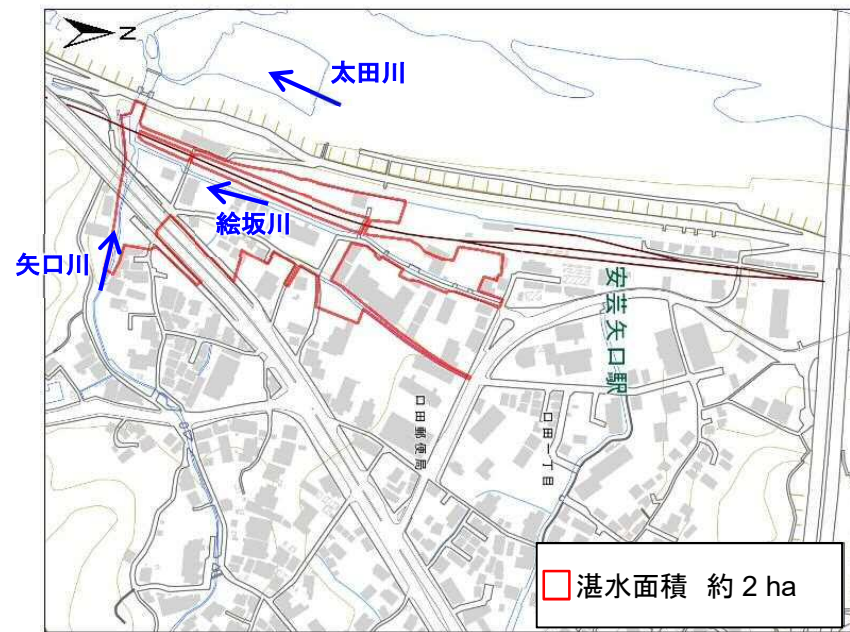 N
太田川
絵坂川
矢口川
安芸矢口駅
口田郵便局
口田一丁目
湛水面積 約 2 ha